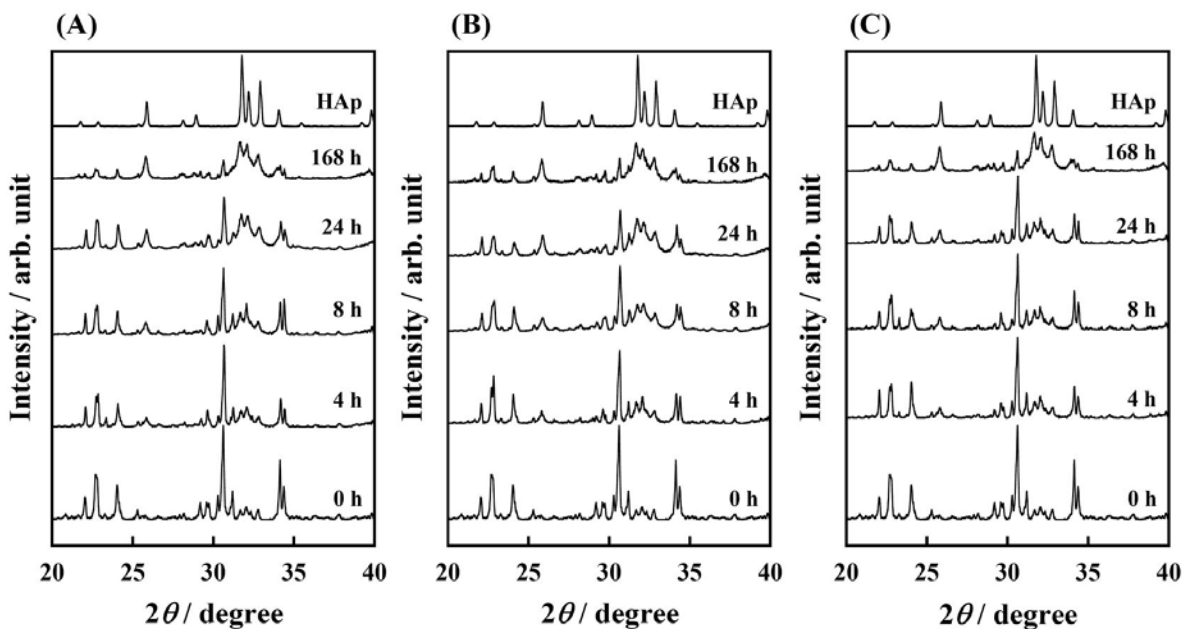 (A)
(B)
(C)
Intensity / arb. unit
HAp
168 h
24 h
8 h
4 h
0 h
20 25 30 35 40
2θ / degree
Intensity / arb. unit
HAp
168 h
24 h
8 h
4 h
0 h
20 25 30 35 40
2θ / degree
Intensity / arb. unit
HAp
168 h
24 h
8 h
4 h
0 h
20 25 30 35 40
2θ / degree